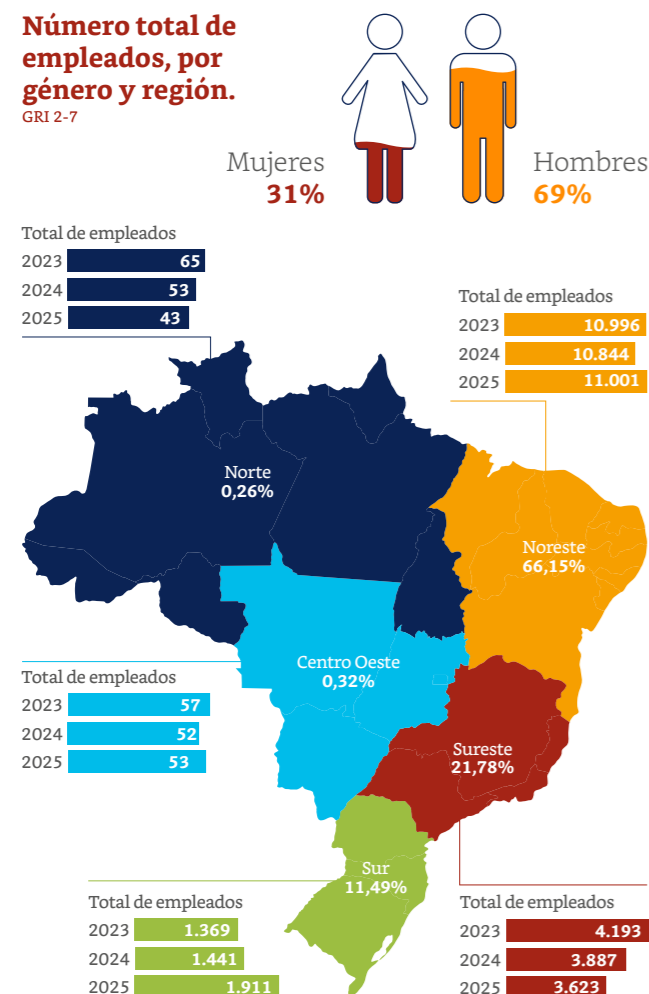 Número total de
empleados, por
género y región.
GRI 2-7
Mujeres
31%
Hombres
69%
Total de empleados
2023 65
2024 53
2025 43
Total de empleados
2023 10.996
2024 10.844
2025 11.001
Norte
0,26%
Noreste
66,15%
Centro Oeste
0,32%
Total de empleados
2023 57
2024 52
2025 53
Sureste
21,78%
Sur
11,49%
Total de empleados
2023 1.369
2024 1.441
2025 1.911
Total de empleados
2023 4.193
2024 3.887
2025 3.623